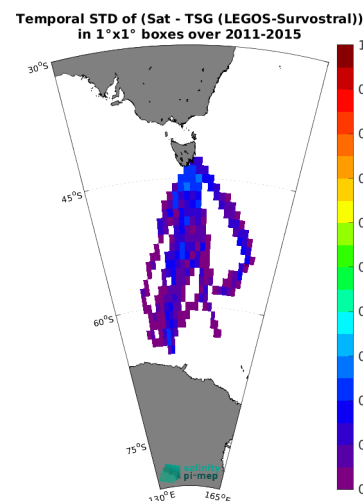 Temporal STD of (Sat - TSG (LEGOS-Survostral))
in 1°x1° boxes over 2011-2015
30°S
45°S
60°S
75°S
130°E
165°E
salinity
pi-mep